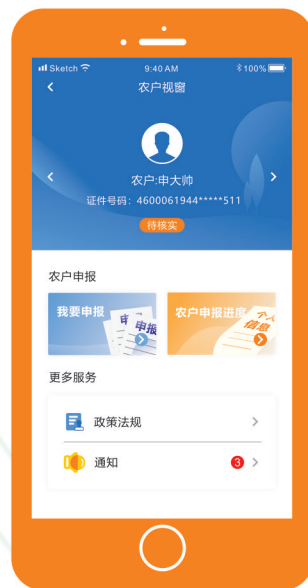 Sketch 9:40 AM 100%
农户视窗
农户:申大帅
证件号码：4600061944*****511
待核实
农户申报
我要申报 申报
农户申报进度 个人信息
更多服务
政策法规
通知 3